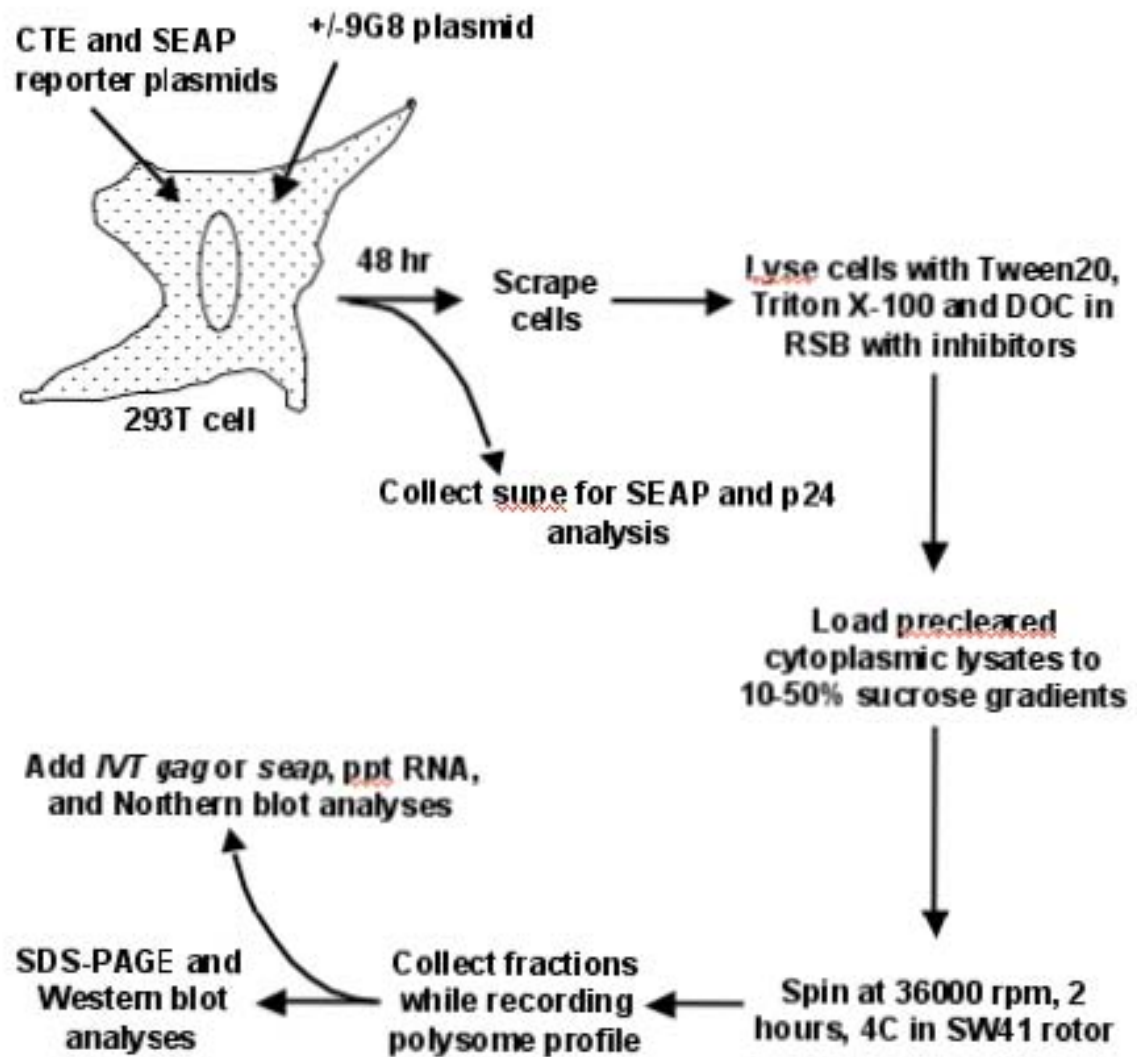 CTE and SEAP
reporter plasmids
+/-9G8 plasmid
293T cell
48 hr
Scrape
cells
Lyse cells with Tween20,
Triton X-100 and DOC in
RSB with inhibitors
Collect supe for SEAP and p24
analysis
Load precleared
cytoplasmic lysates to
10-50% sucrose gradients
Spin at 36000 rpm, 2
hours, 4C in SW41 rotor
Collect fractions
while recording
polysome profile
SDS-PAGE and
Western blot
analyses
Add IVT gag or seap, ppt RNA,
and Northern blot analyses